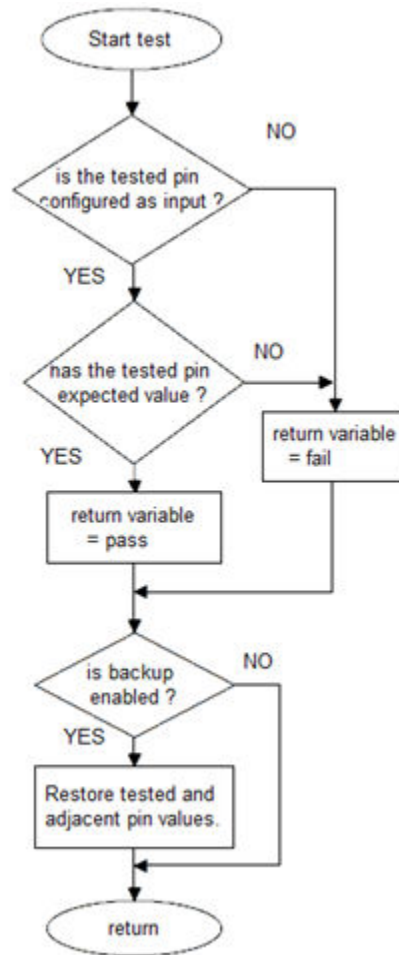 Start test
NO
is the tested pin
configured as input ?
YES
NO
has the tested pin
expected value ?
return variable
= fail
YES
return variable
= pass
is backup
enabled ?
NO
YES
Restore tested and
adjacent pin values.
return